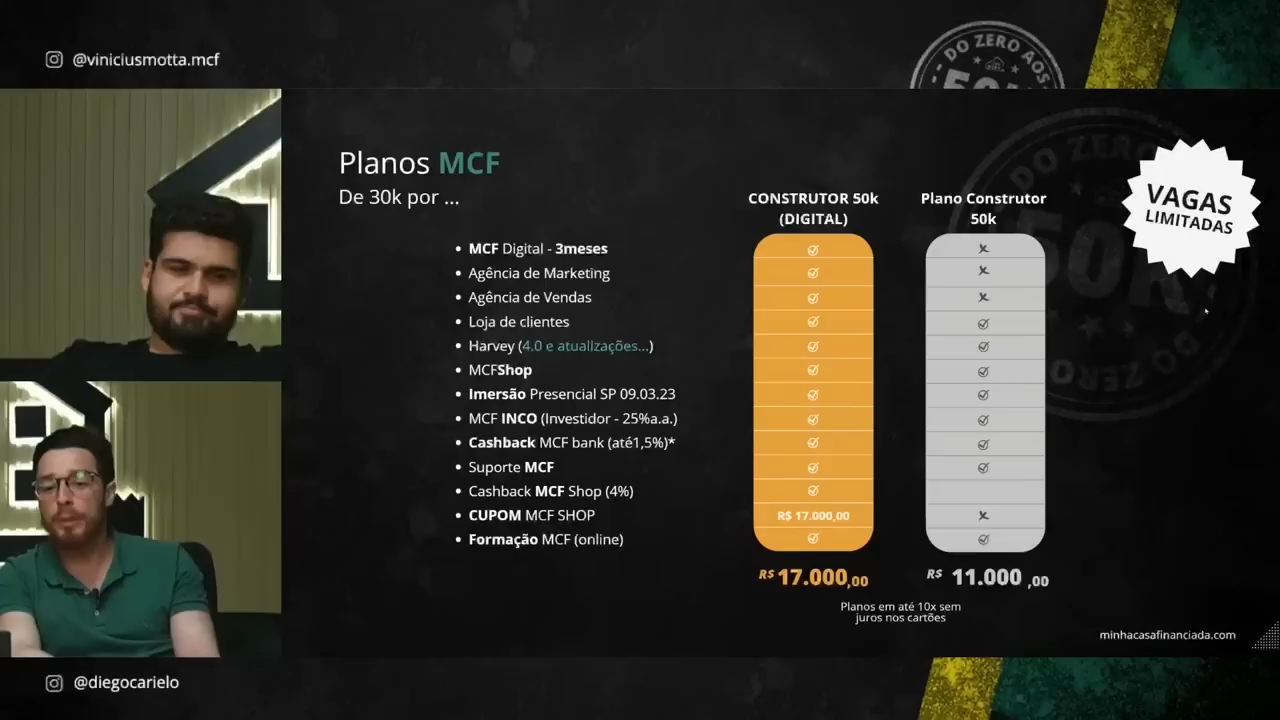 @viniciusmotta.mcf
DO ZERO AOS
Planos MCF
De 30k por ...
VAGAS
LIMITADAS
CONSTRUTOR 50k
(DIGITAL)
Plano Construtor
50k
MCF Digital - 3meses
Agência de Marketing
Agência de Vendas
Loja de clientes
Harvey (4.0 e atualizações...)
MCFShop
Imersão Presencial SP 09.03.23
MCF INCO (Investidor - 25%a.a.)
Cashback MCF bank (até1,5%)*
Suporte MCF
Cashback MCF Shop (4%)
CUPOM MCF SHOP
R$ 17.000,00
Formação MCF (online)
R$ 17.000,00
R$ 11.000 ,00
Planos em até 10x sem
juros nos cartões
minhacasafinanciada.com
@diegocarielo